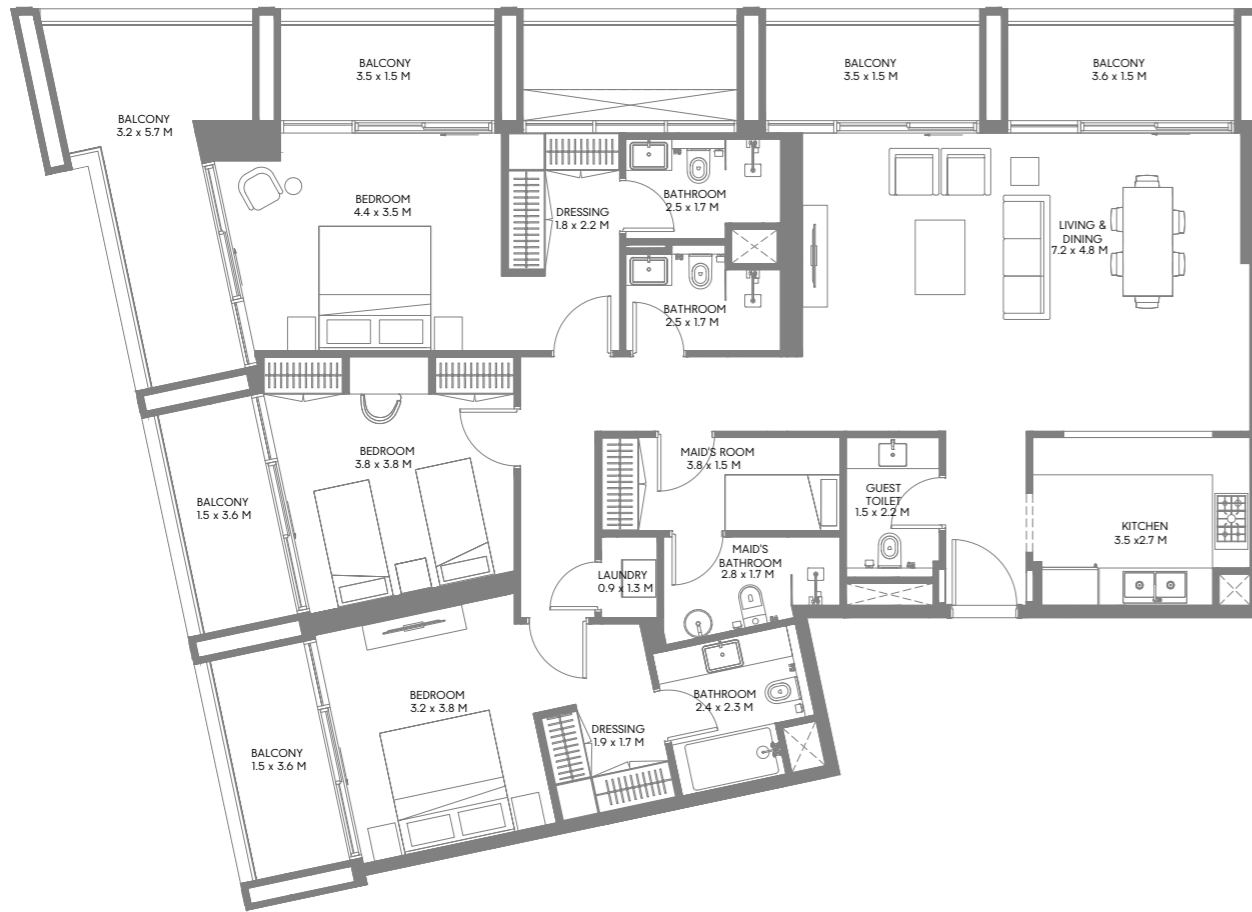 BALCONY
3.5 x 1.5 M
BALCONY
3.5 x 1.5 M
BALCONY
3.6 x 1.5 M
BALCONY
3.2 x 5.7 M
BEDROOM
4.4 x 3.5 M
DRESSING
1.8 x 2.2 M
BATHROOM
2.5 x 1.7 M
LIVING &
DINING
7.2 x 4.8 M
BATHROOM
2.5 x 1.7 M
BEDROOM
3.8 x 3.8 M
MAID'S ROOM
3.8 x 1.5 M
GUEST
TOILET
1.5 x 2.2 M
BALCONY
1.5 x 3.6 M
KITCHEN
3.5 x2.7 M
MAID'S
BATHROOM
2.8 x 1.7 M
LAUNDRY
0.9 x 1.3 M
BEDROOM
3.2 x 3.8 M
BATHROOM
2.4 x 2.3 M
DRESSING
1.9 x 1.7 M
BALCONY
1.5 x 3.6 M